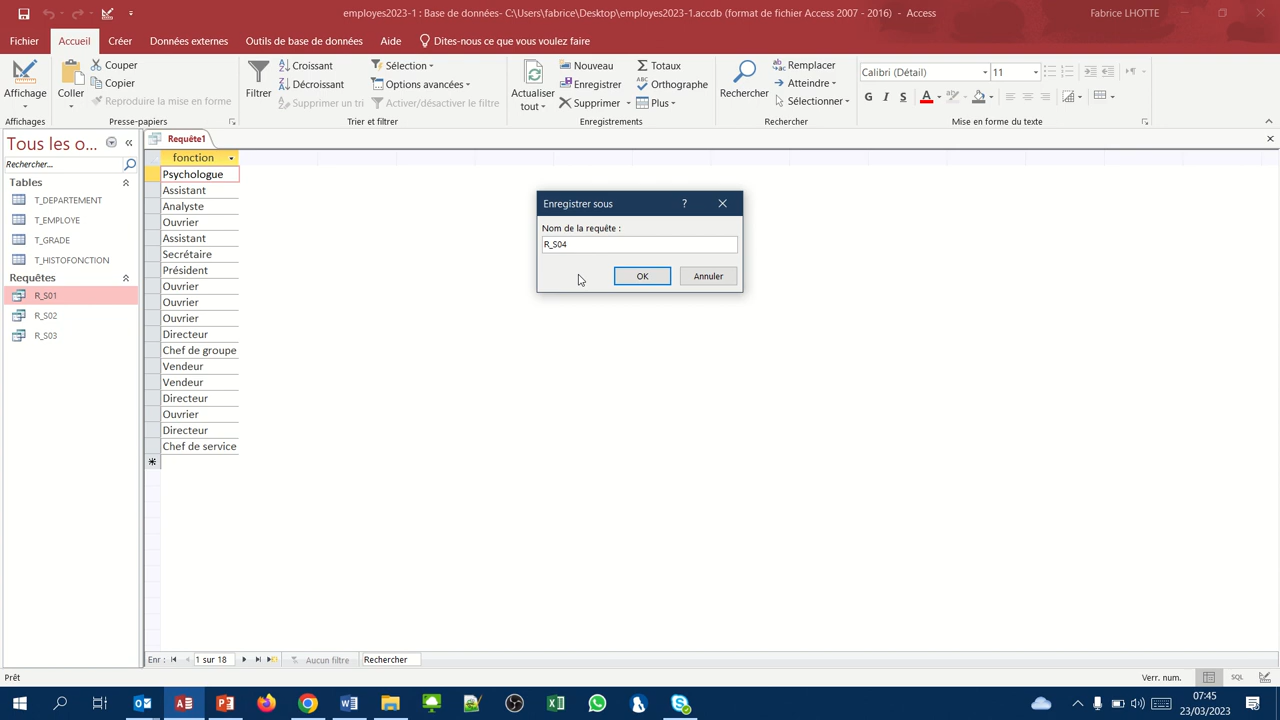 employes2023-1 : Base de données- C:\Users\fabrice\Desktop\employes2023-1.accdb (format de fichier Access 2007 - 2016) - Access
Fabrice LHOTTE
Fichier
Accueil
Créer
Données externes
Outils de base de données
Aide
Dites-nous ce que vous voulez faire
Affichage
Affichages
Coller
Couper
Copier
Reproduire la mise en forme
Presse-papiers
Filtrer
Croissant
Décroissant
Supprimer un tri
Sélection
Options avancées
Activer/désactiver le filtre
Trier et filtrer
Actualiser
tout
Nouveau
Enregistrer
Supprimer
Totaux
Orthographe
Plus
Enregistrements
Rechercher
Remplacer
Atteindre
Sélectionner
Rechercher
Calibri (Détail)
11
G I S A
Mise en forme du texte
Tous les o...
Rechercher...
Tables
T_DEPARTEMENT
T_EMPLOYE
T_GRADE
T_HISTOFONCTION
Requêtes
R_S01
R_S02
R_S03
Requête1
fonction
Psychologue
Assistant
Analyste
Ouvrier
Assistant
Secrétaire
Président
Ouvrier
Ouvrier
Ouvrier
Directeur
Chef de groupe
Vendeur
Vendeur
Directeur
Ouvrier
Directeur
Chef de service
Enregistrer sous
?
Nom de la requête :
R_S04
OK
Annuler
Enr :
1 sur 18
Aucun filtre
Rechercher
Prêt
Verr. num.
SQL
07:45
23/03/2023